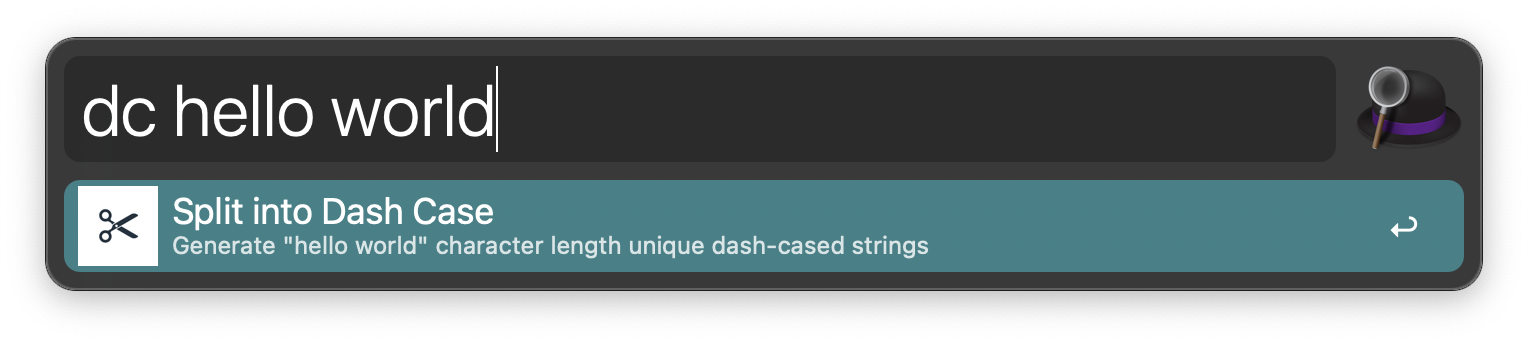 dc hello world
Split into Dash Case
Generate "hello world" character length unique dash-cased strings